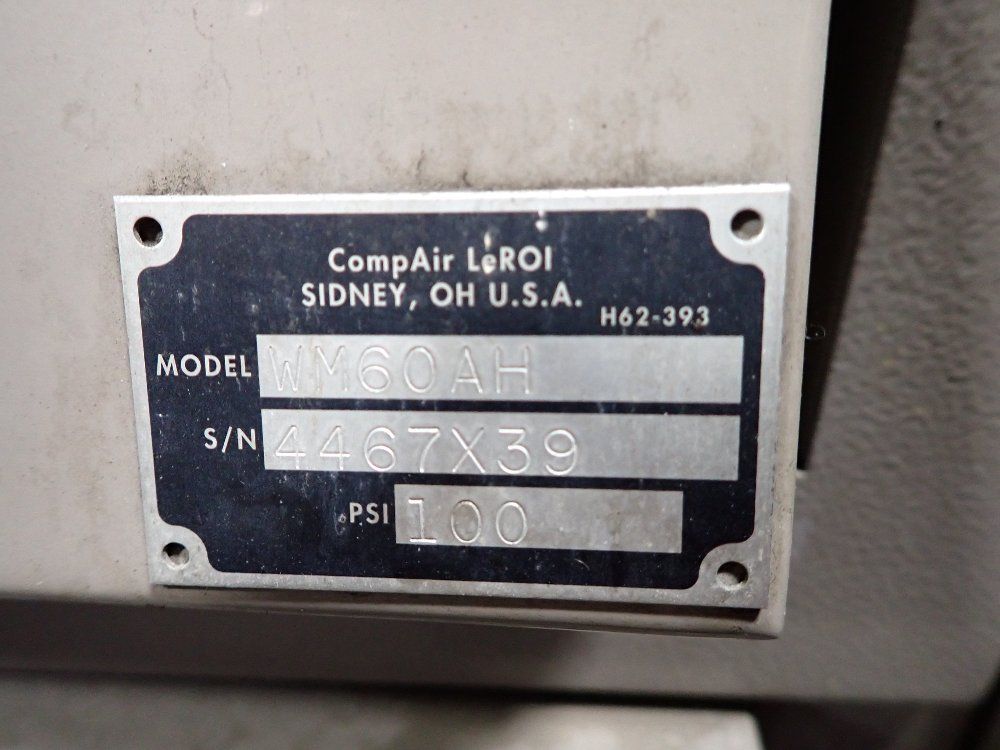 CompAir LeROI
SIDNEY, OH U.S.A.
H62-393
MODEL WM60AH
S/N 4467X39
PSI 100